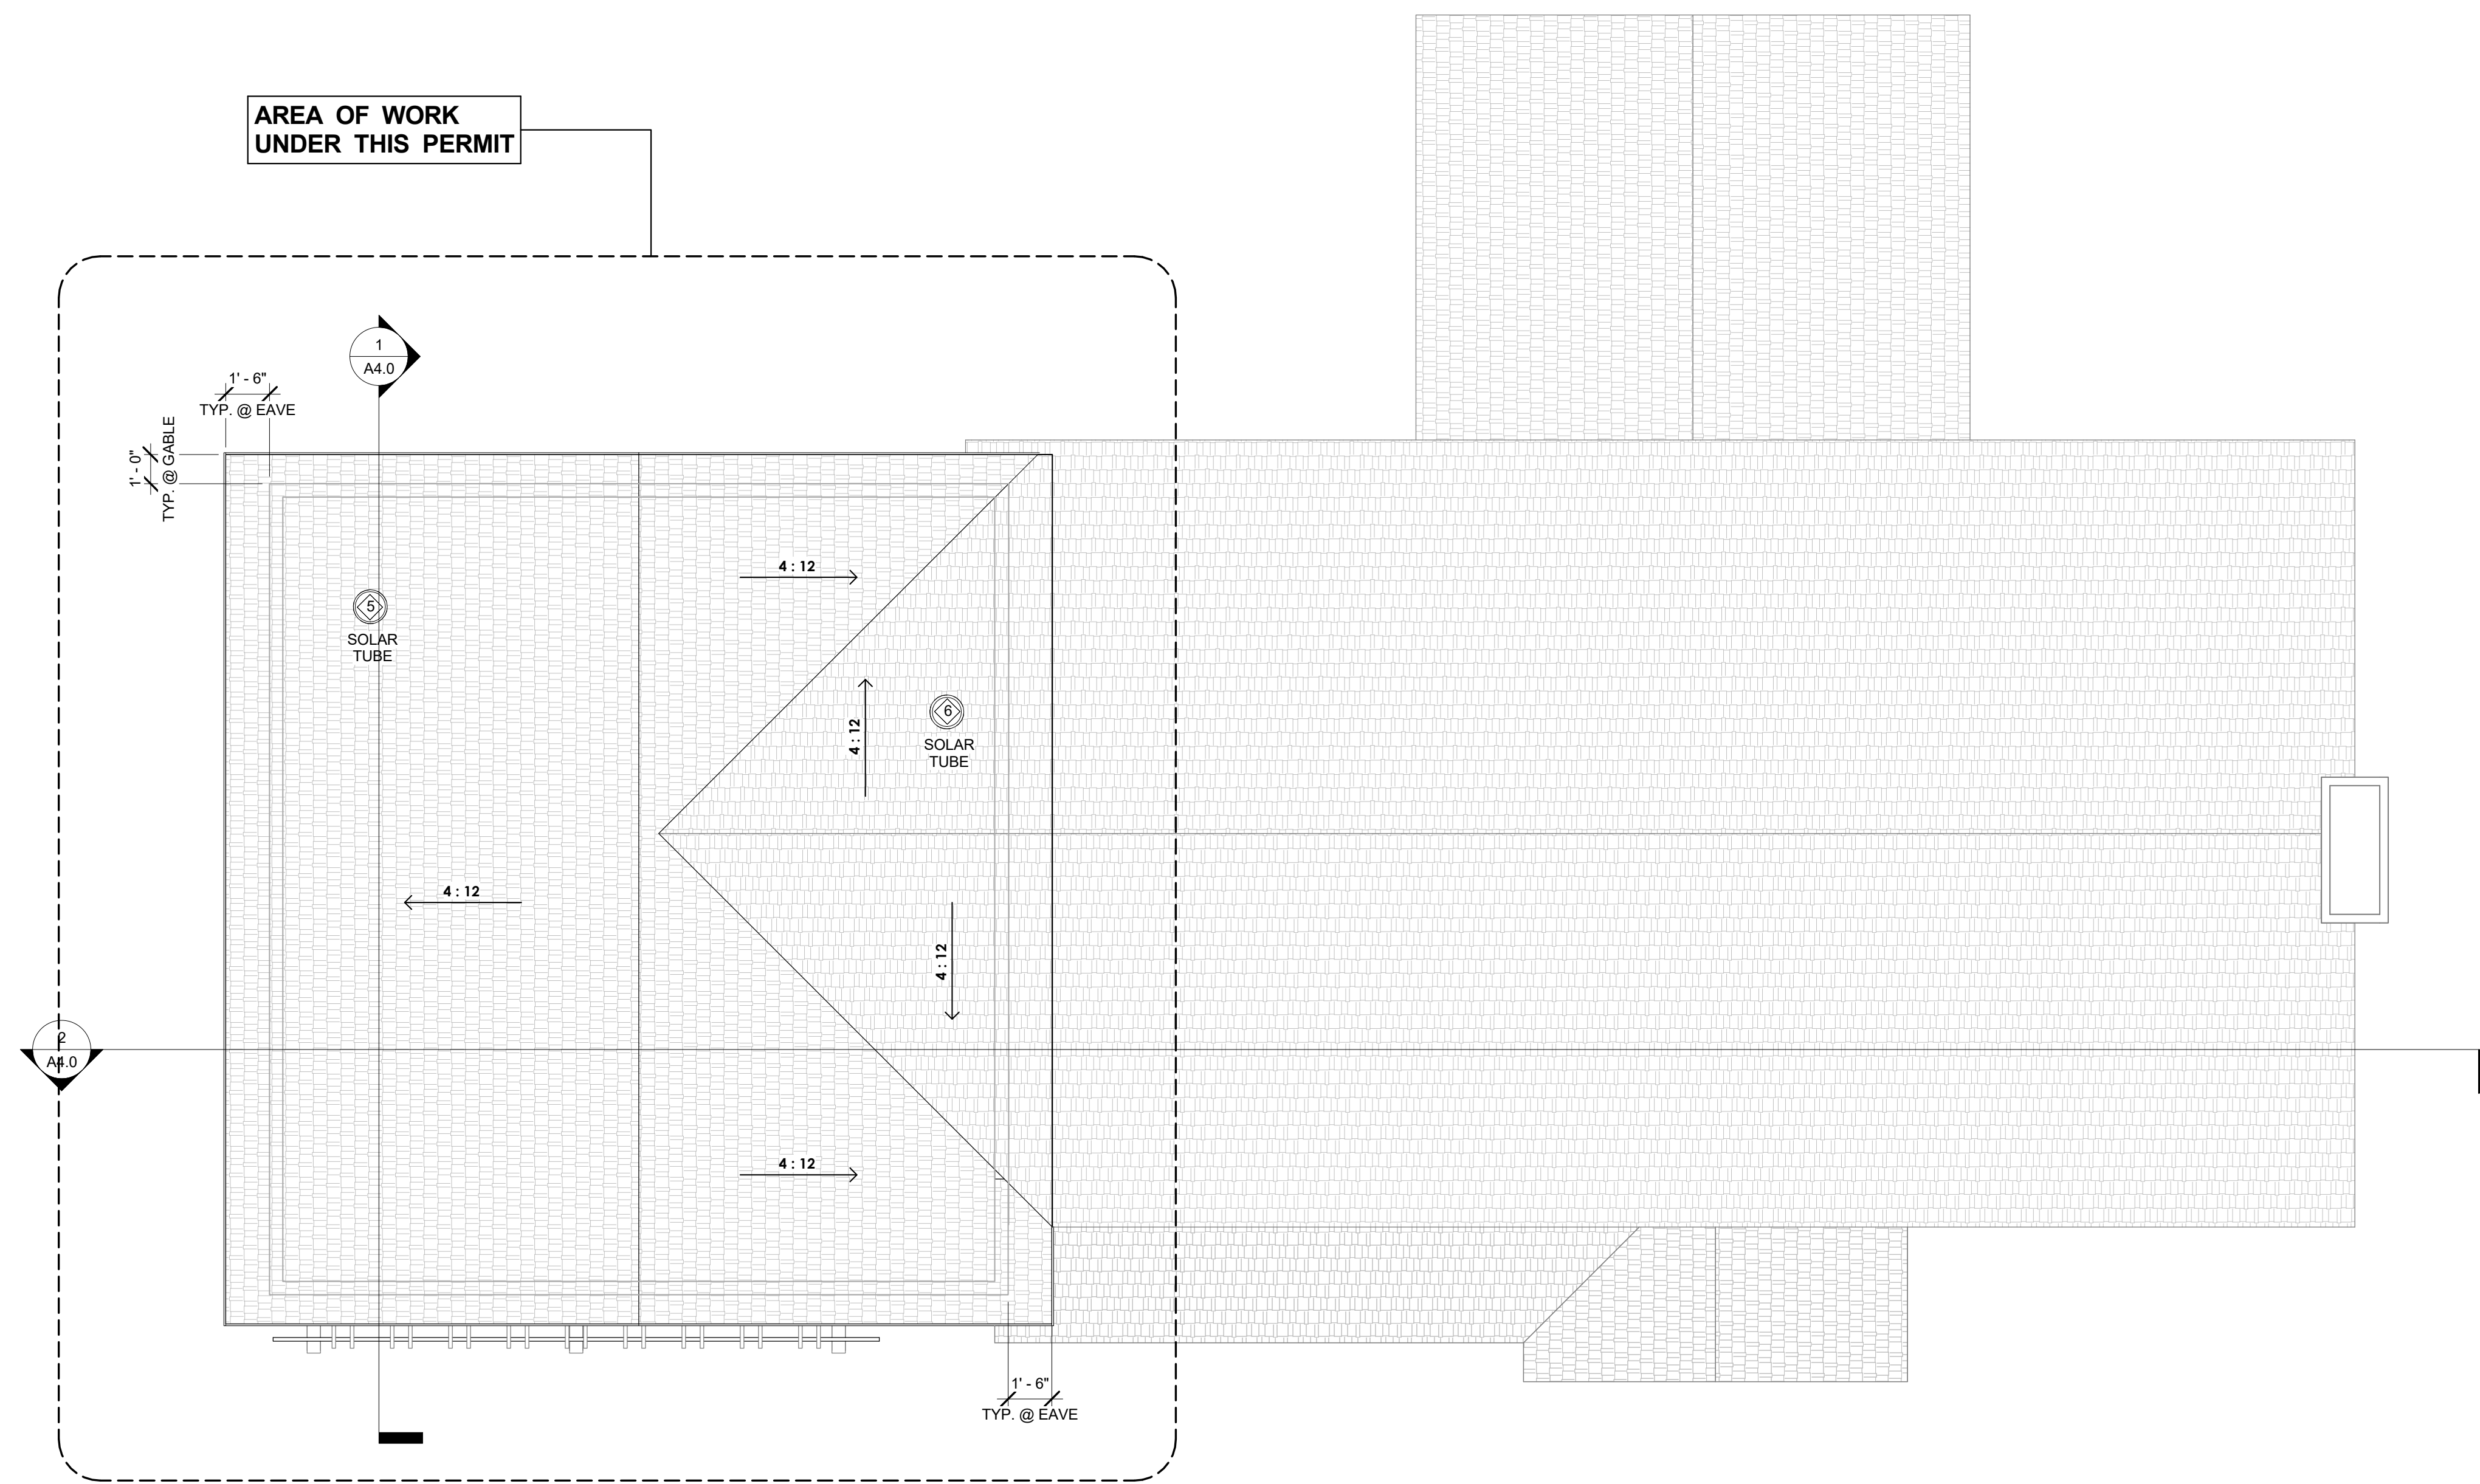 AREA OF WORK
UNDER THIS PERMIT
1
A4.0
1' - 6"
TYP. @ EAVE
1' - 0"
TYP. @ GABLE
4 : 12
5
SOLAR
TUBE
4 : 12
6
SOLAR
TUBE
4 : 12
4 : 12
2
A4.0
4 : 12
1' - 6"
TYP. @ EAVE